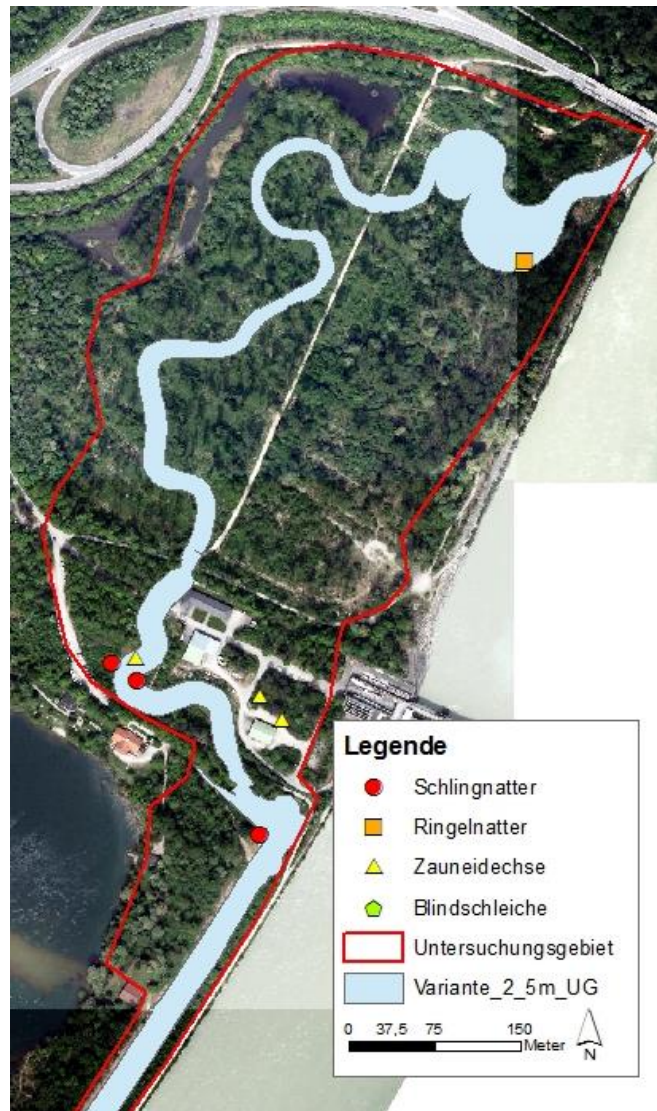 Legende
Schlingnatter
Ringelnatter
Zauneidechse
Blindschleiche
Untersuchungsgebiet
Variante_2_5m_UG
0 37,5 75 150
Meter
N